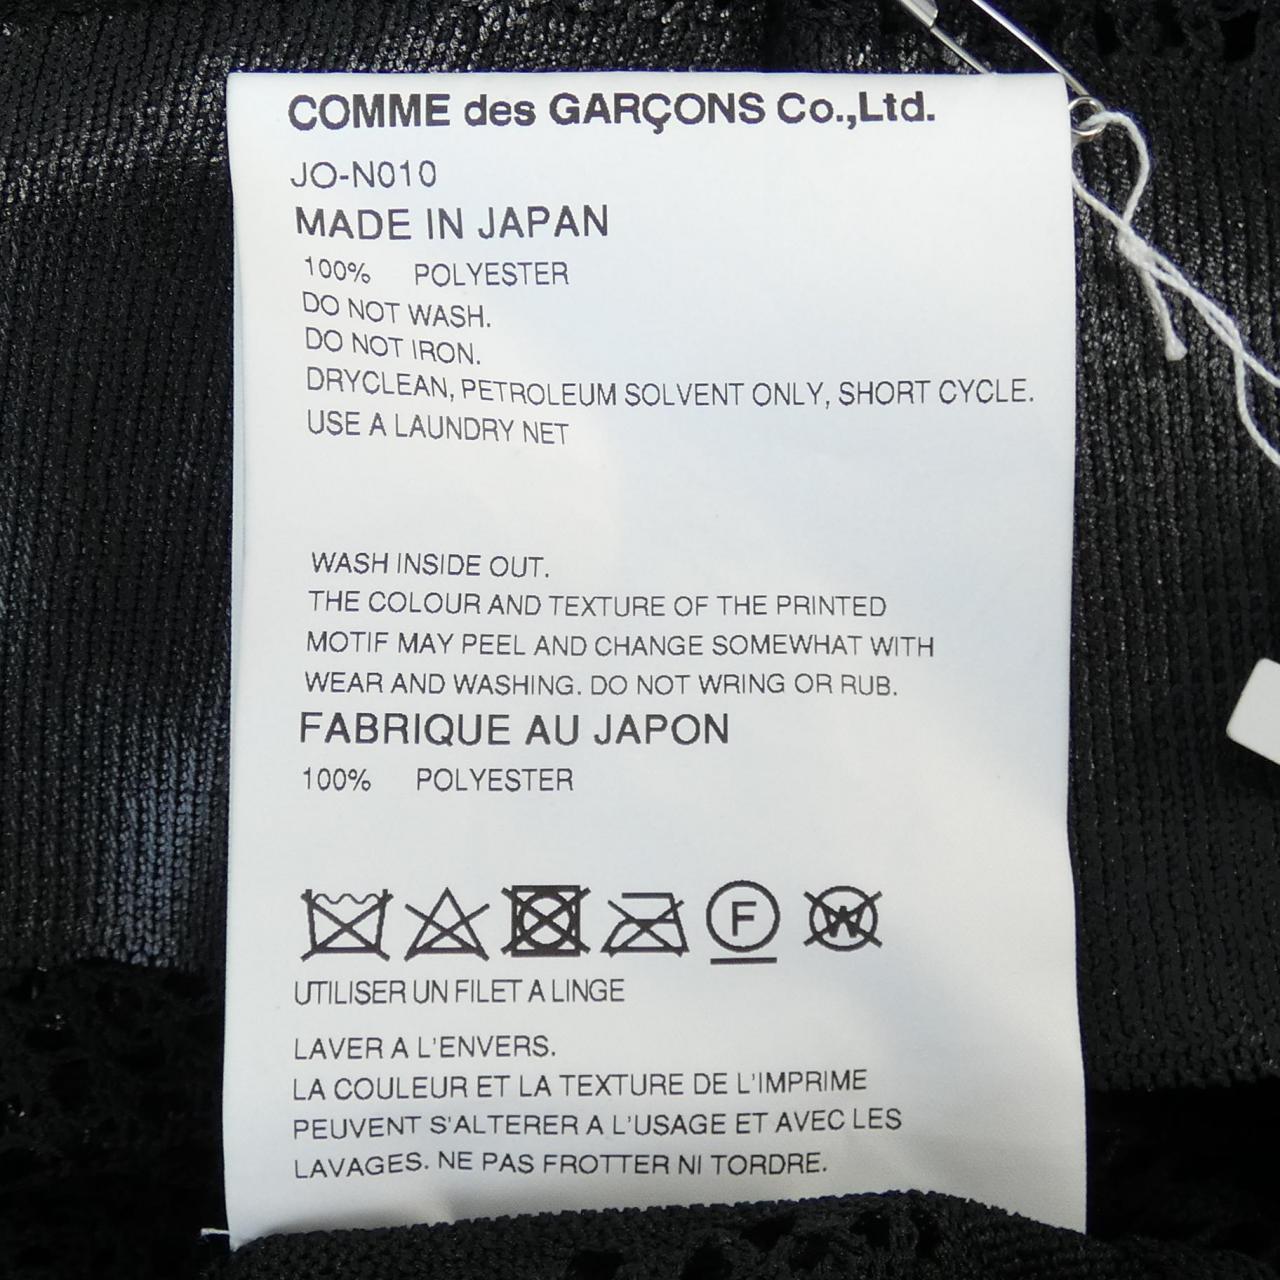 COMME des GARÇONS Co.,Ltd.
JO-N010
MADE IN JAPAN
100% POLYESTER
DO NOT WASH.
DO NOT IRON.
DRYCLEAN, PETROLEUM SOLVENT ONLY, SHORT CYCLE.
USE A LAUNDRY NET
WASH INSIDE OUT.
THE COLOUR AND TEXTURE OF THE PRINTED
MOTIF MAY PEEL AND CHANGE SOMEWHAT WITH
WEAR AND WASHING. DO NOT WRING OR RUB.
FABRIQUE AU JAPON
100% POLYESTER
F W
UTILISER UN FILET A LINGE
LAVER A L'ENVERS.
LA COULEUR ET LA TEXTURE DE L'IMPRIME
PEUVENT S'ALTERER A L'USAGE ET AVEC LES
LAVAGES. NE PAS FROTTER NI TORDRE.